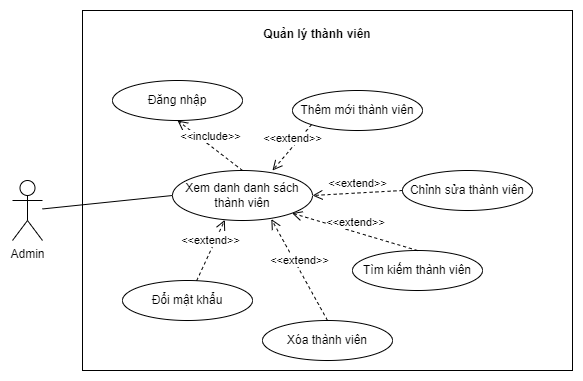 Quản lý thành viên
Đăng nhập
Thêm mới thành viên
<<include>>
<<extend>>
Xem danh danh sách
thành viên
<<extend>>
Chỉnh sửa thành viên
<<extend>>
Admin
<<extend>>
<<extend>>
Tìm kiếm thành viên
Đổi mật khẩu
Xóa thành viên